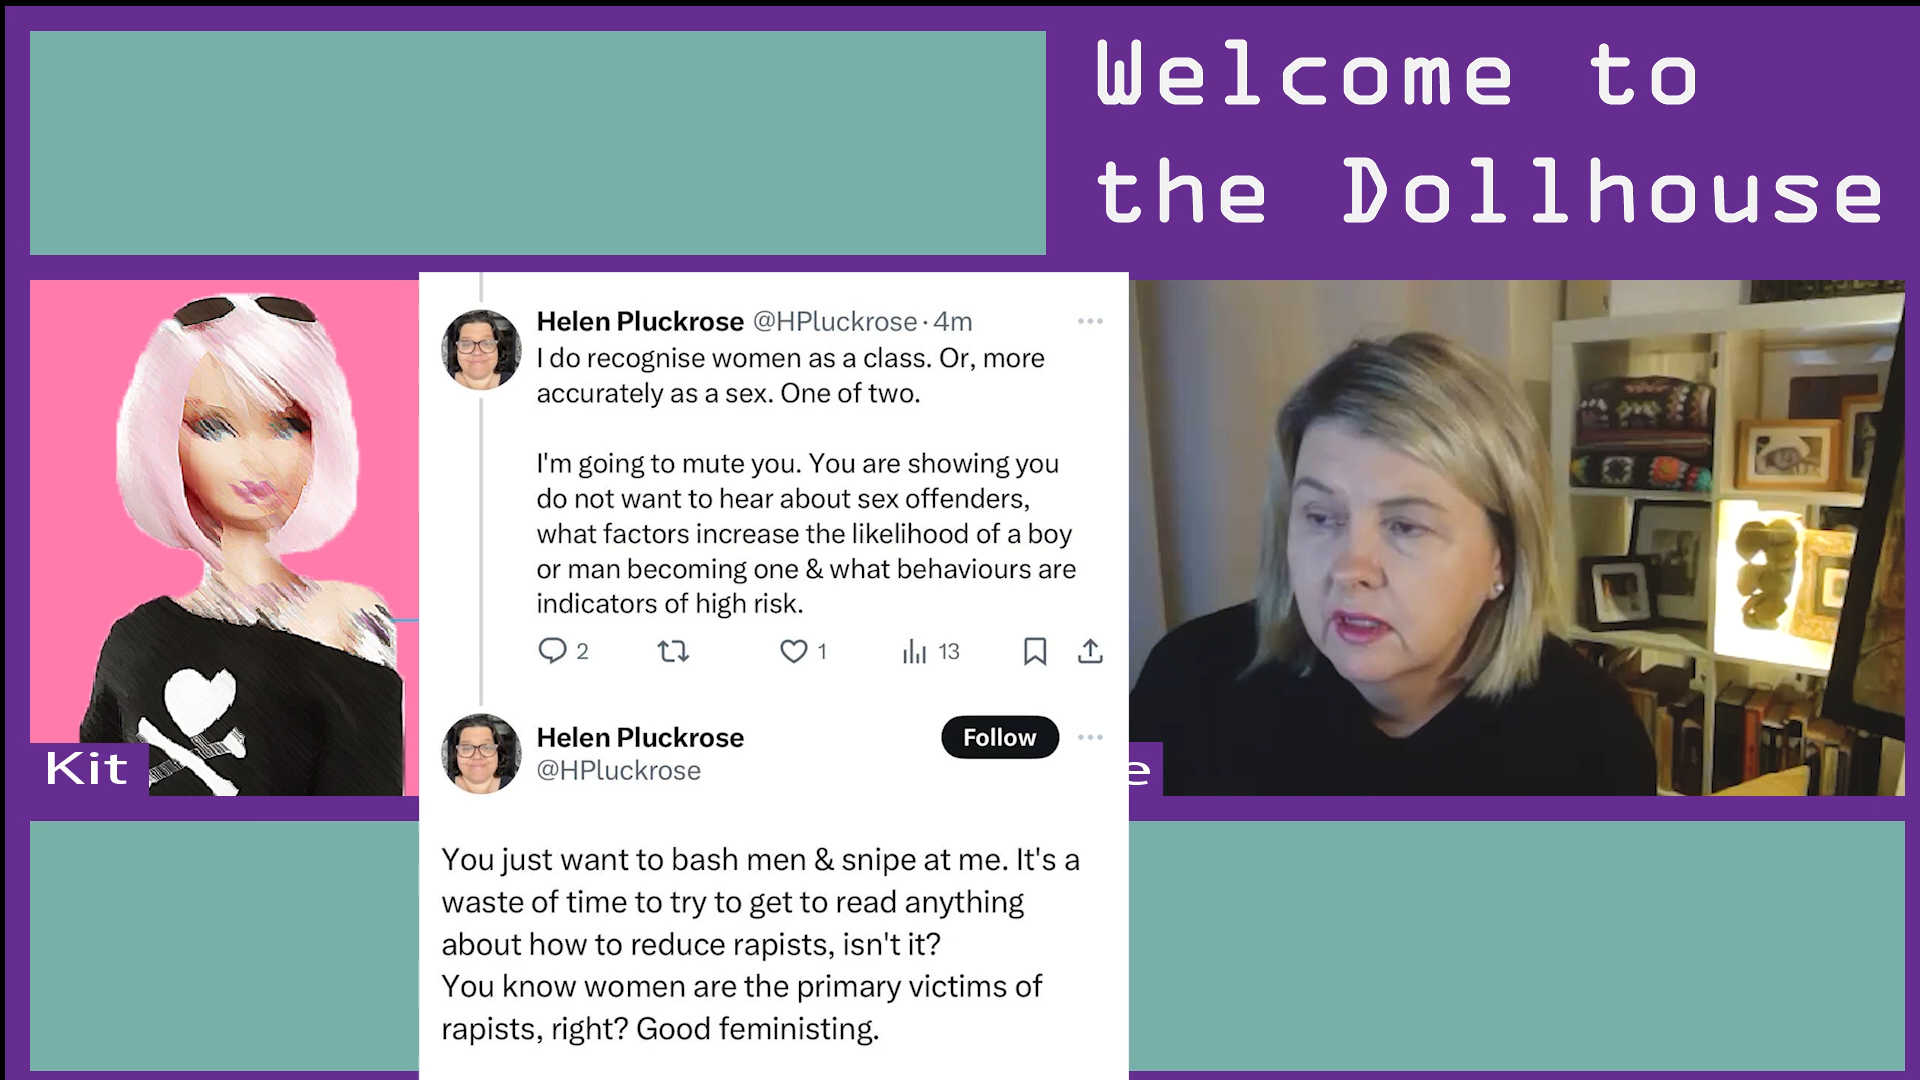 Welcome to
the Dollhouse
Helen Pluckrose @HPluckrose · 4m
I do recognise women as a class. Or, more
accurately as a sex. One of two.
I'm going to mute you. You are showing you
do not want to hear about sex offenders,
what factors increase the likelihood of a boy
or man becoming one & what behaviours are
indicators of high risk.
2 1 13
Helen Pluckrose
Follow
@HPluckrose
Kit
e
You just want to bash men & snipe at me. It's a
waste of time to try to get to read anything
about how to reduce rapists, isn't it?
You know women are the primary victims of
rapists, right? Good feministing.